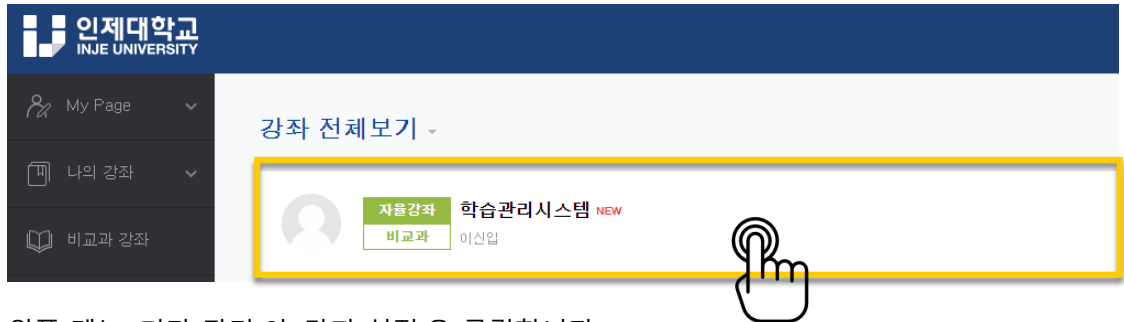 인제대학교
INJE UNIVERSITY
My Page
나의 강좌
비교과 강좌
강좌 전체보기
자율강좌 학습관리시스템 NEW
비교과 이신입